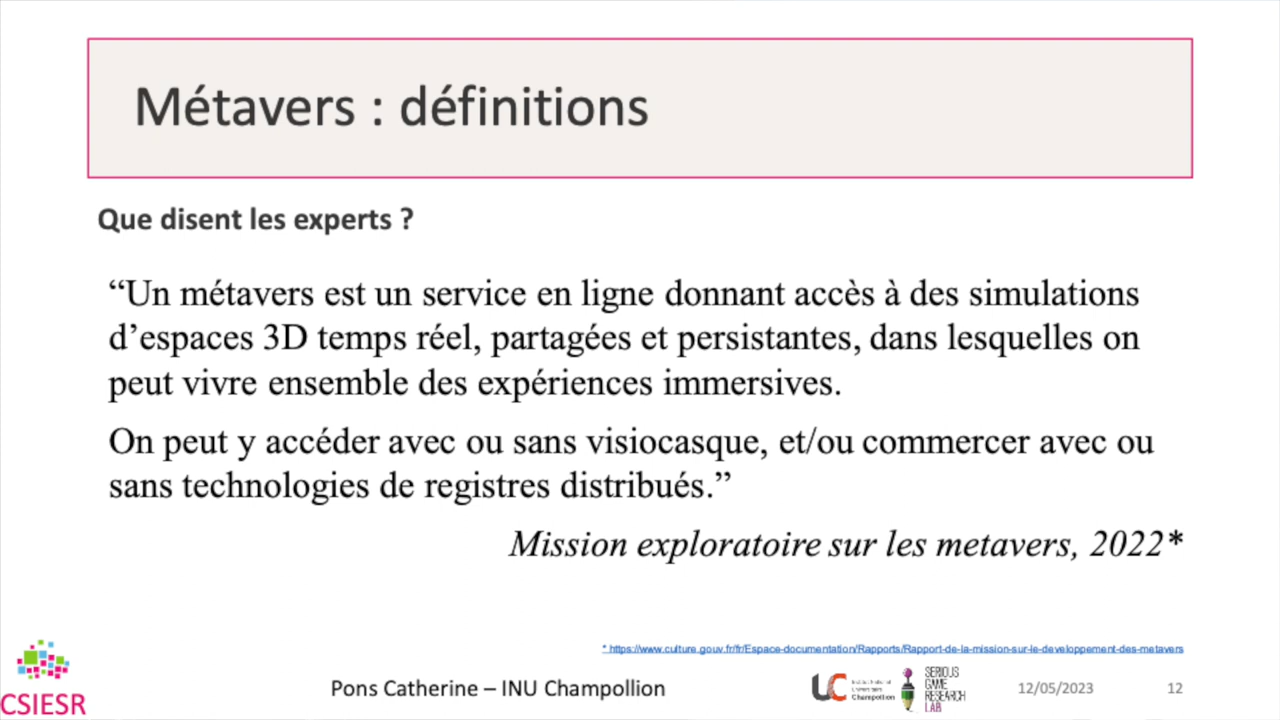 Métavers : définitions
Que disent les experts ?
“Un métavers est un service en ligne donnant accès à des simulations
d’espaces 3D temps réel, partagées et persistantes, dans lesquelles on
peut vivre ensemble des expériences immersives.
On peut y accéder avec ou sans visiocasque, et/ou commercer avec ou
sans technologies de registres distribués.”
Mission exploratoire sur les metavers, 2022*
* https://www.culture.gouv.fr/fr/Espace-documentation/Rapports/Rapport-de-la-mission-sur-le-developpement-des-metavers
CSIESR
Pons Catherine – INU Champollion
UC
Institut National
Universitaire
Champollion
SERIOUS
GAME
RESEARCH
LAB
12/05/2023
12